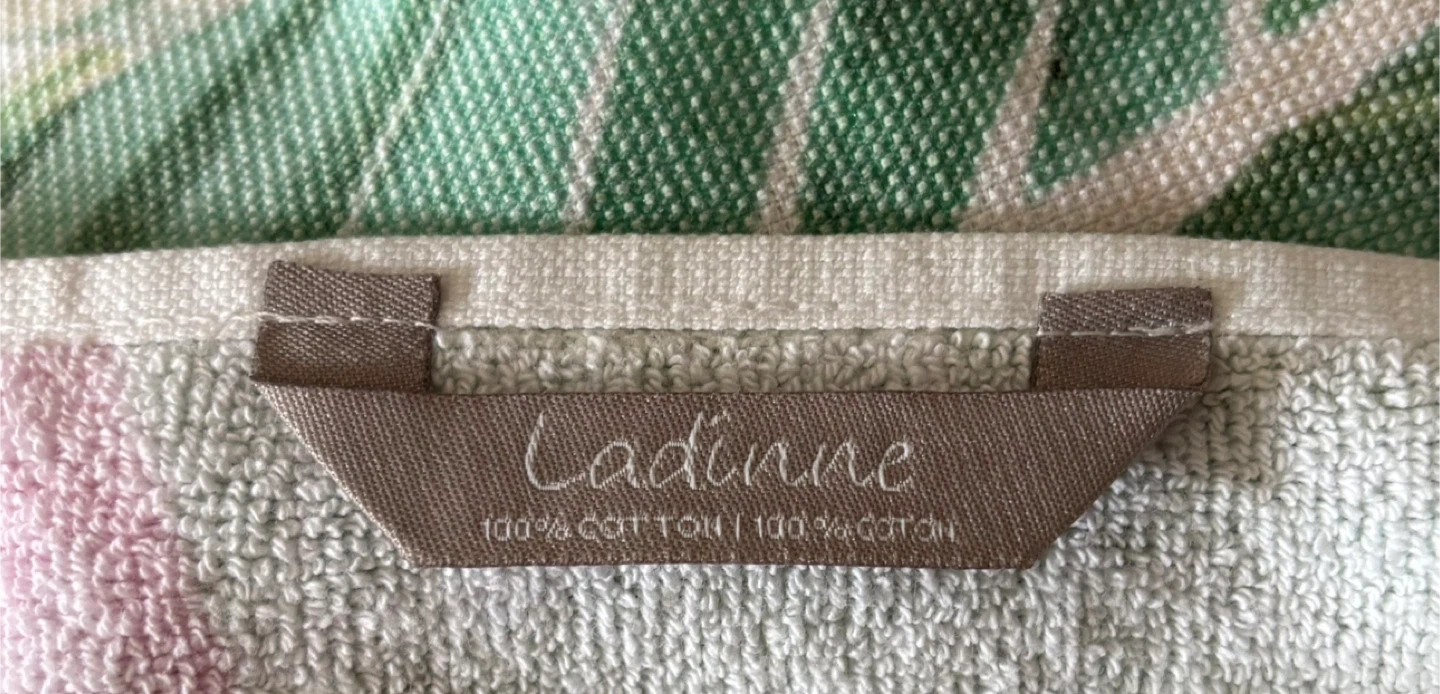 Ladinne
100% COTTON | 100% COTON